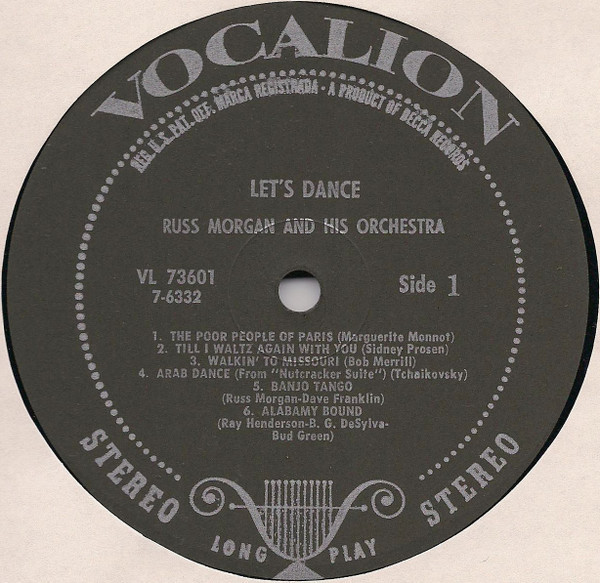 VOCALION
REG. U.S. PAT. OFF. MARCA REGISTRADA • A PRODUCT OF DECCA RECORDS
LET'S DANCE
RUSS MORGAN AND HIS ORCHESTRA
VL 73601
7-6332
Side 1
1. THE POOR PEOPLE OF PARIS (Marguerite Monnot)
2. TILL I WALTZ AGAIN WITH YOU (Sidney Prosen)
3. WALKIN' TO MISSOURI (Bob Merrill)
4. ARAB DANCE (From "Nutcracker Suite") (Tchaikovsky)
5. BANJO TANGO
(Russ Morgan-Dave Franklin)
6. ALABAMY BOUND
(Ray Henderson-B. G. DeSylva-
Bud Green)
STEREO
STEREO
LONG PLAY